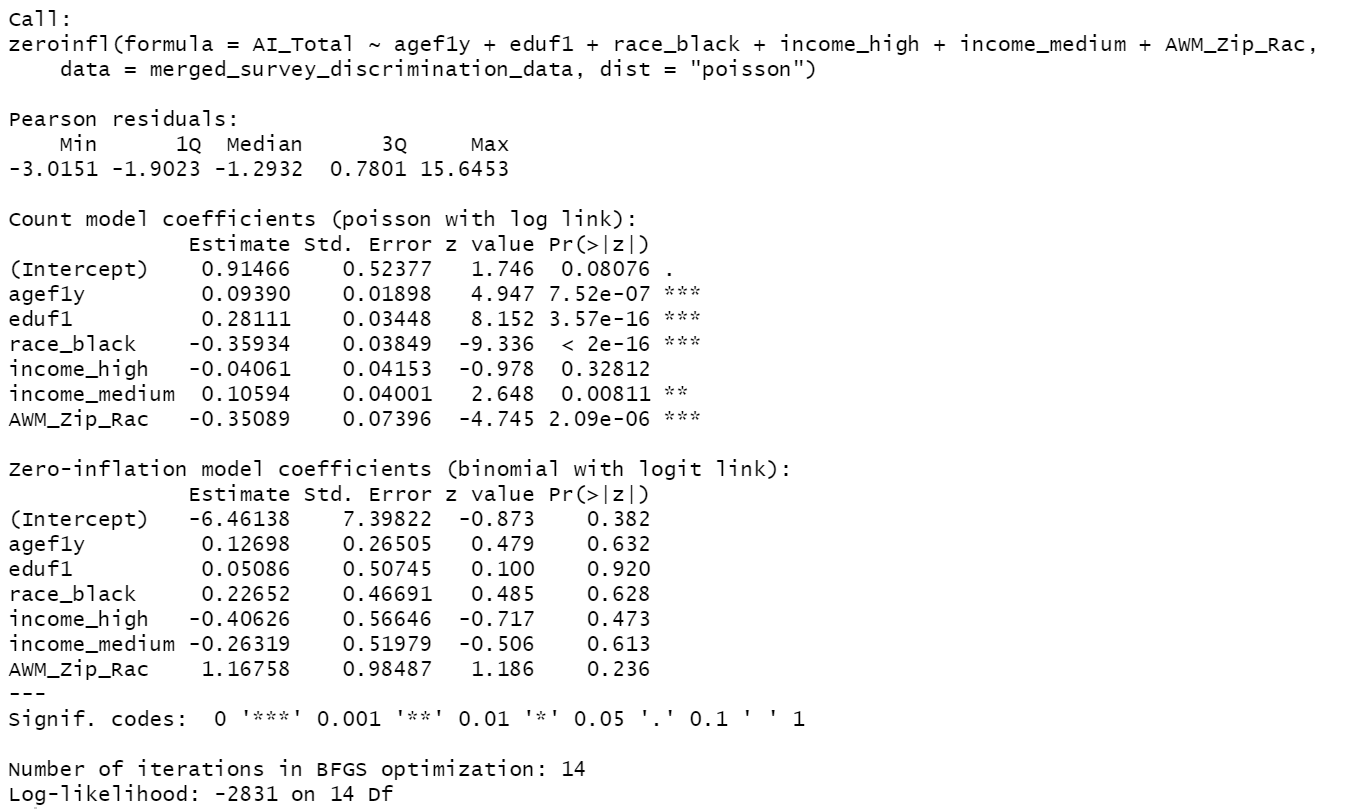 Call:
zeroinfl(formula = AI_Total ~ agef1y + eduf1 + race_black + income_high + income_medium + AWM_Zip_Rac,
    data = merged_survey_discrimination_data, dist = "poisson")

Pearson residuals:
    Min      1Q  Median      3Q     Max
-3.0151 -1.9023 -1.2932  0.7801 15.6453

Count model coefficients (poisson with log link):
              Estimate Std. Error z value Pr(>|z|)
(Intercept)    0.91466    0.52377   1.746  0.08076 .
agef1y         0.09390    0.01898   4.947 7.52e-07 ***
eduf1          0.28111    0.03448   8.152 3.57e-16 ***
race_black    -0.35934    0.03849  -9.336  < 2e-16 ***
income_high   -0.04061    0.04153  -0.978  0.32812
income_medium  0.10594    0.04001   2.648  0.00811 **
AWM_Zip_Rac   -0.35089    0.07396  -4.745 2.09e-06 ***

Zero-inflation model coefficients (binomial with logit link):
              Estimate Std. Error z value Pr(>|z|)
(Intercept)   -6.46138    7.39822  -0.873    0.382
agef1y         0.12698    0.26505   0.479    0.632
eduf1          0.05086    0.50745   0.100    0.920
race_black     0.22652    0.46691   0.485    0.628
income_high   -0.40626    0.56646  -0.717    0.473
income_medium -0.26319    0.51979  -0.506    0.613
AWM_Zip_Rac    1.16758    0.98487   1.186    0.236
---
Signif. codes:  0 '***' 0.001 '**' 0.01 '*' 0.05 '.' 0.1 ' ' 1

Number of iterations in BFGS optimization: 14
Log-likelihood: -2831 on 14 Df